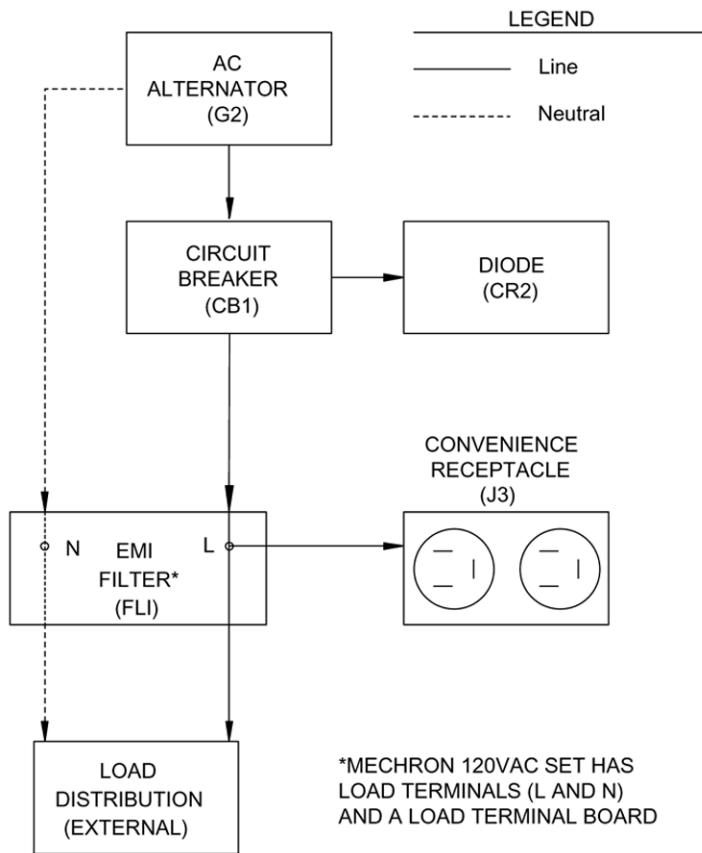 LEGEND
Line
Neutral
AC
ALTERNATOR
(G2)
CIRCUIT
BREAKER
(CB1)
DIODE
(CR2)
CONVENIENCE
RECEPTACLE
(J3)
N
L
EMI
FILTER*
(FLI)
LOAD
DISTRIBUTION
(EXTERNAL)
*MECHRON 120VAC SET HAS
LOAD TERMINALS (L AND N)
AND A LOAD TERMINAL BOARD